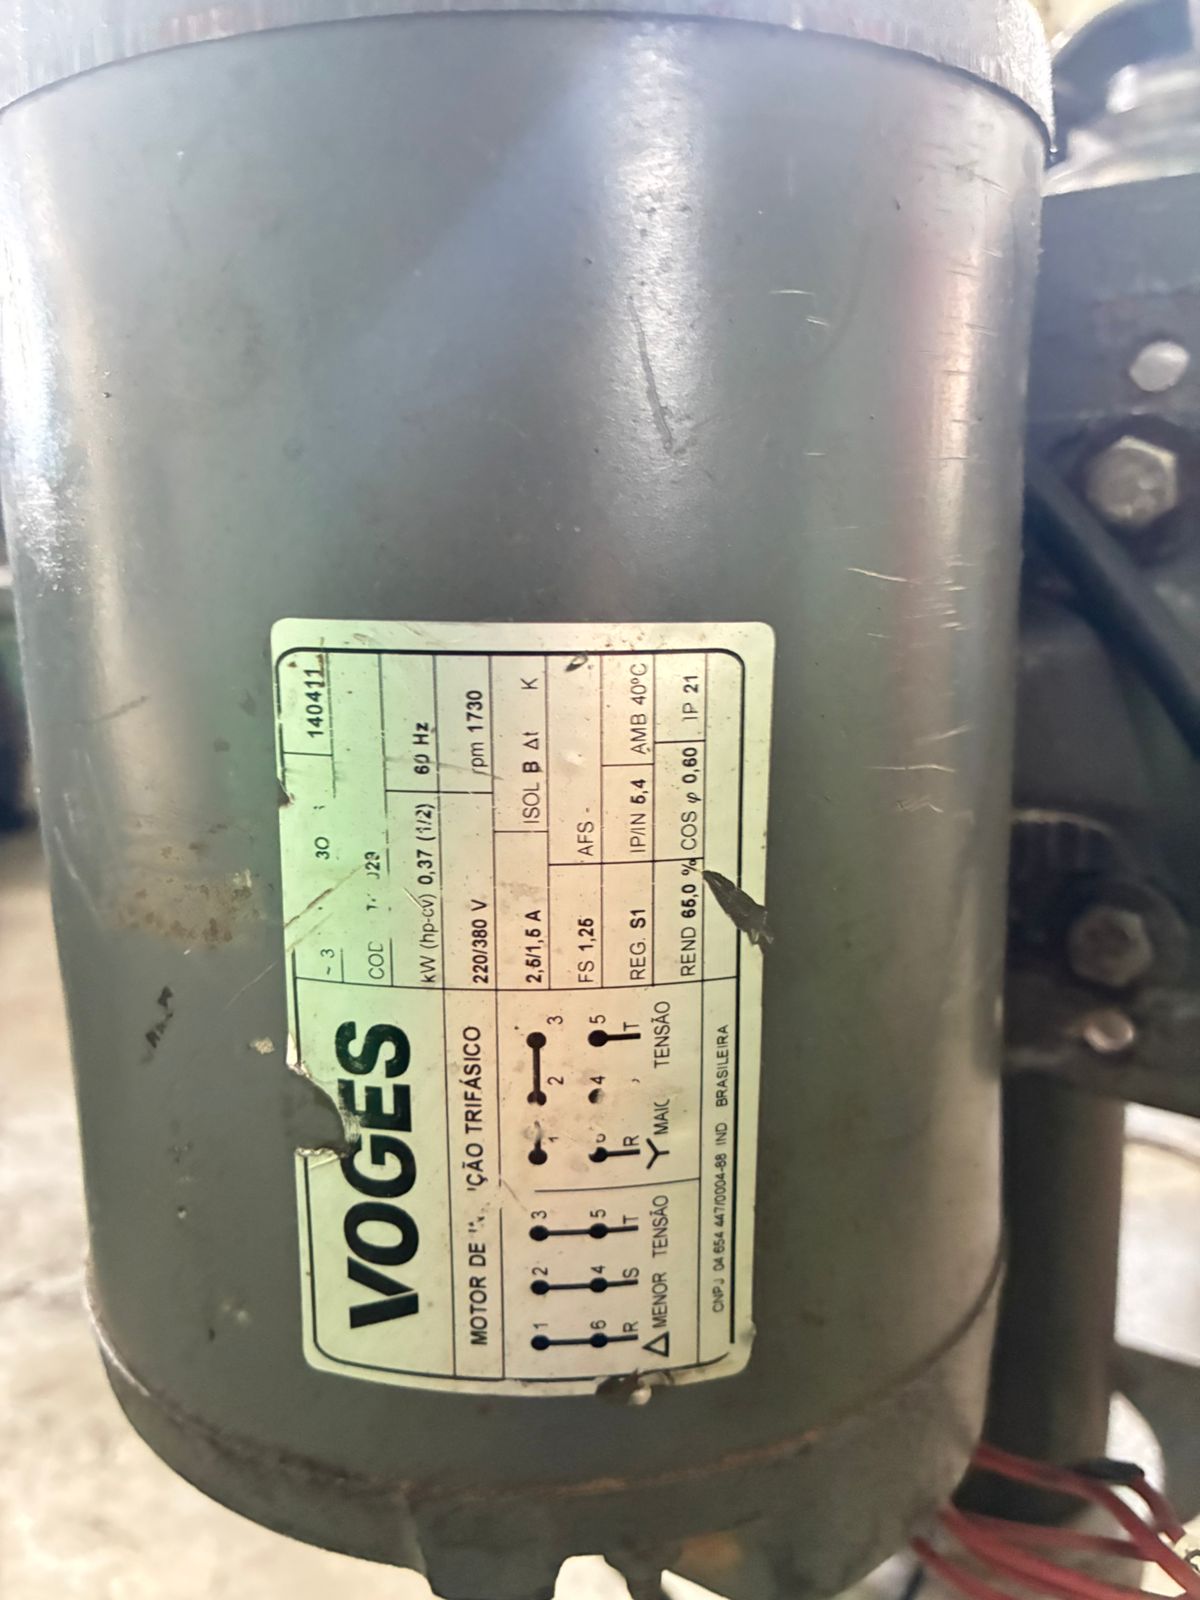 VOGES
~ 3 30 140411
COD 029
kW (hp-cv) 0,37 (1/2) 60 Hz
MOTOR DE ÇÃO TRIFÁSICO
220/380 V rpm 1730
2,5/1,5 A ISOL B Δt K
FS 1,25 AFS -
REG. S1 IP/IN 5,4 AMB 40°C
REND 65,0 % COS φ 0,60 IP 21
1 2 3
6 4 5
R S T
Δ MENOR TENSÃO
1 2 3
4 5
R T
Y TENSÃO
CNPJ 04 654 447/0004-88 IND BRASILEIRA